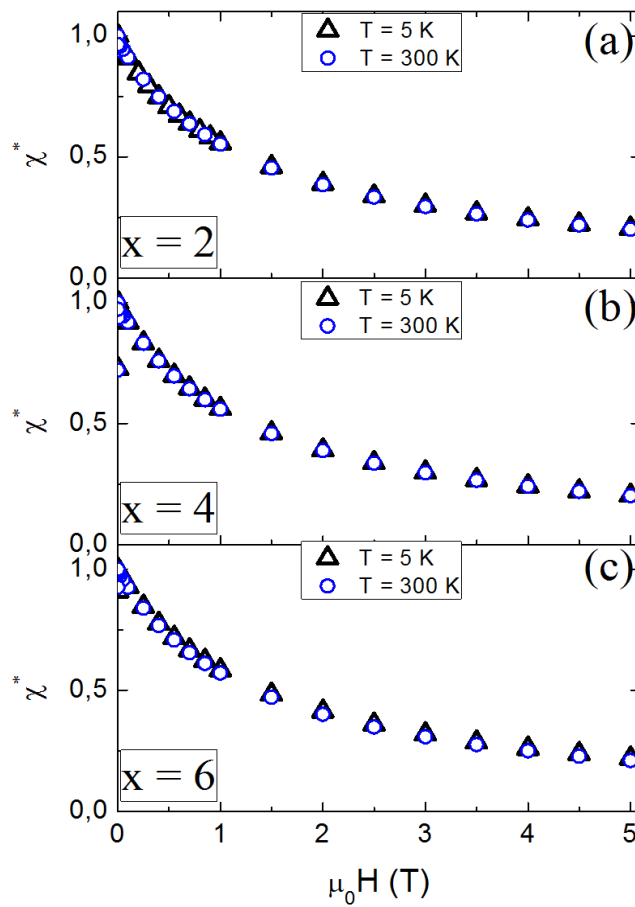 1,0
0,5
0,0
χ*
T = 5 K
T = 300 K
(a)
x = 2
1,0
0,5
0,0
χ*
T = 5 K
T = 300 K
(b)
x = 4
1,0
0,5
0,0
χ*
T = 5 K
T = 300 K
(c)
x = 6
0 1 2 3 4 5
μ₀H (T)